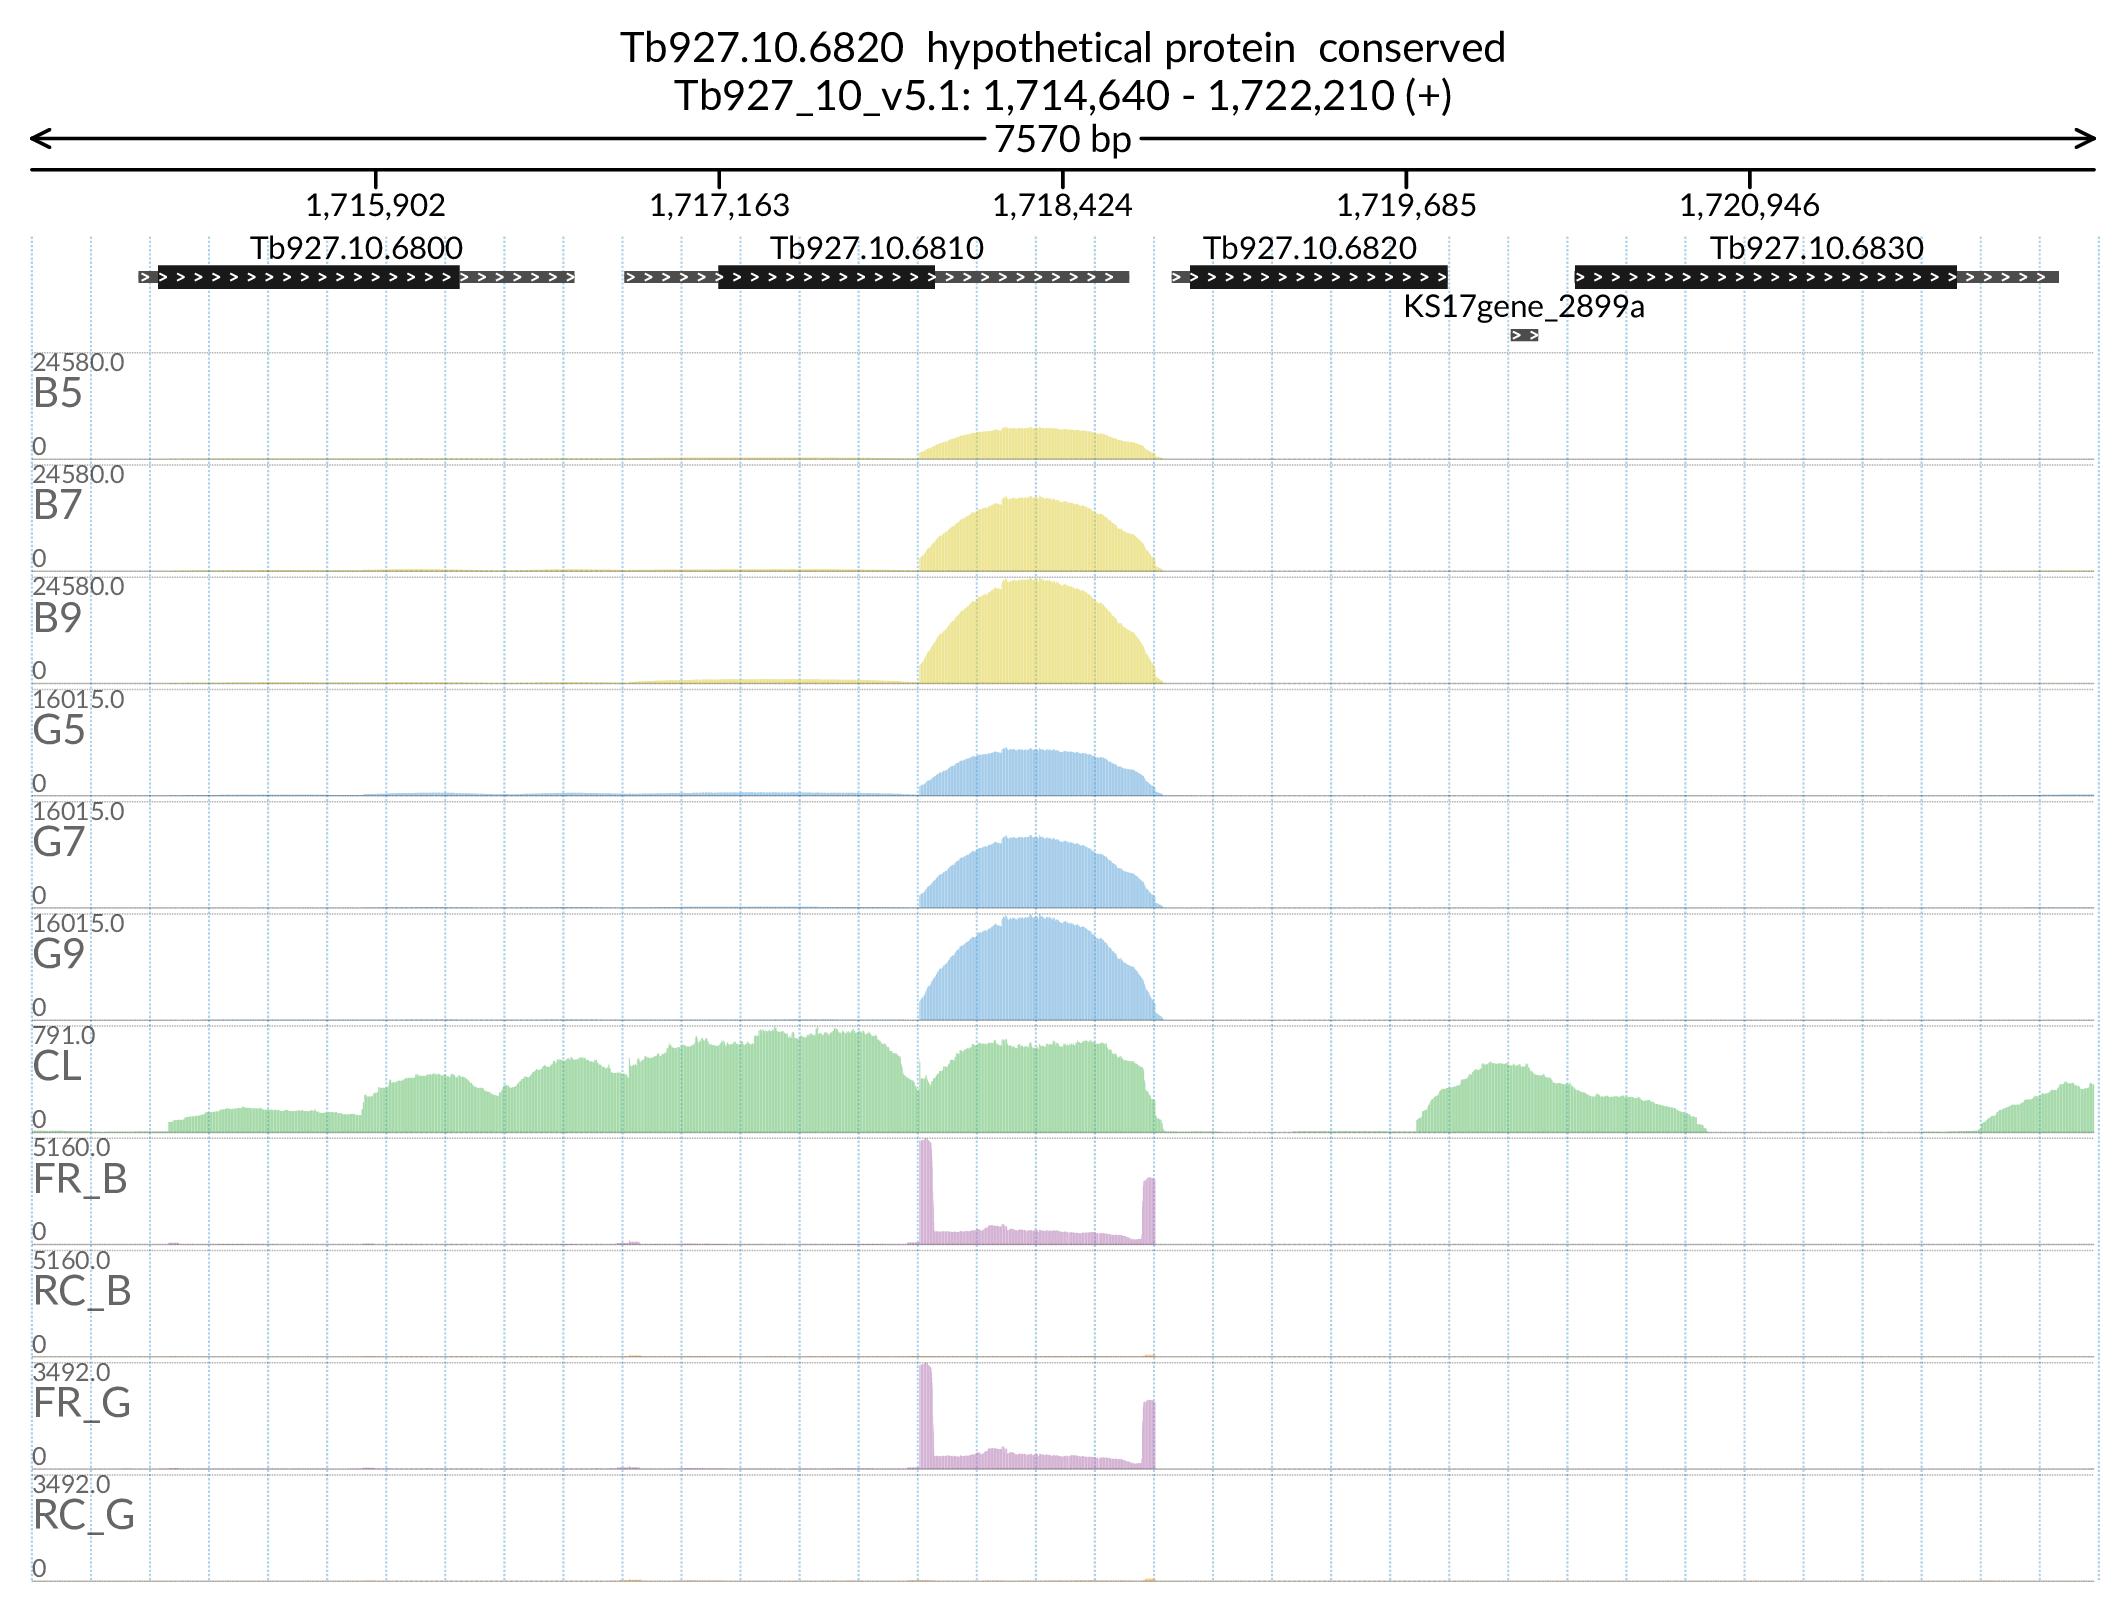 Tb927.10.6820  hypothetical protein  conserved
Tb927_10_v5.1: 1,714,640 - 1,722,210 (+)
7570 bp
1,715,902 1,717,163 1,718,424 1,719,685 1,720,946
Tb927.10.6800 Tb927.10.6810 Tb927.10.6820 Tb927.10.6830
KS17gene_2899a
24580.0
B5
0
24580.0
B7
0
24580.0
B9
0
16015.0
G5
0
16015.0
G7
0
16015.0
G9
0
791.0
CL
0
5160.0
FR_B
0
5160.0
RC_B
0
3492.0
FR_G
0
3492.0
RC_G
0